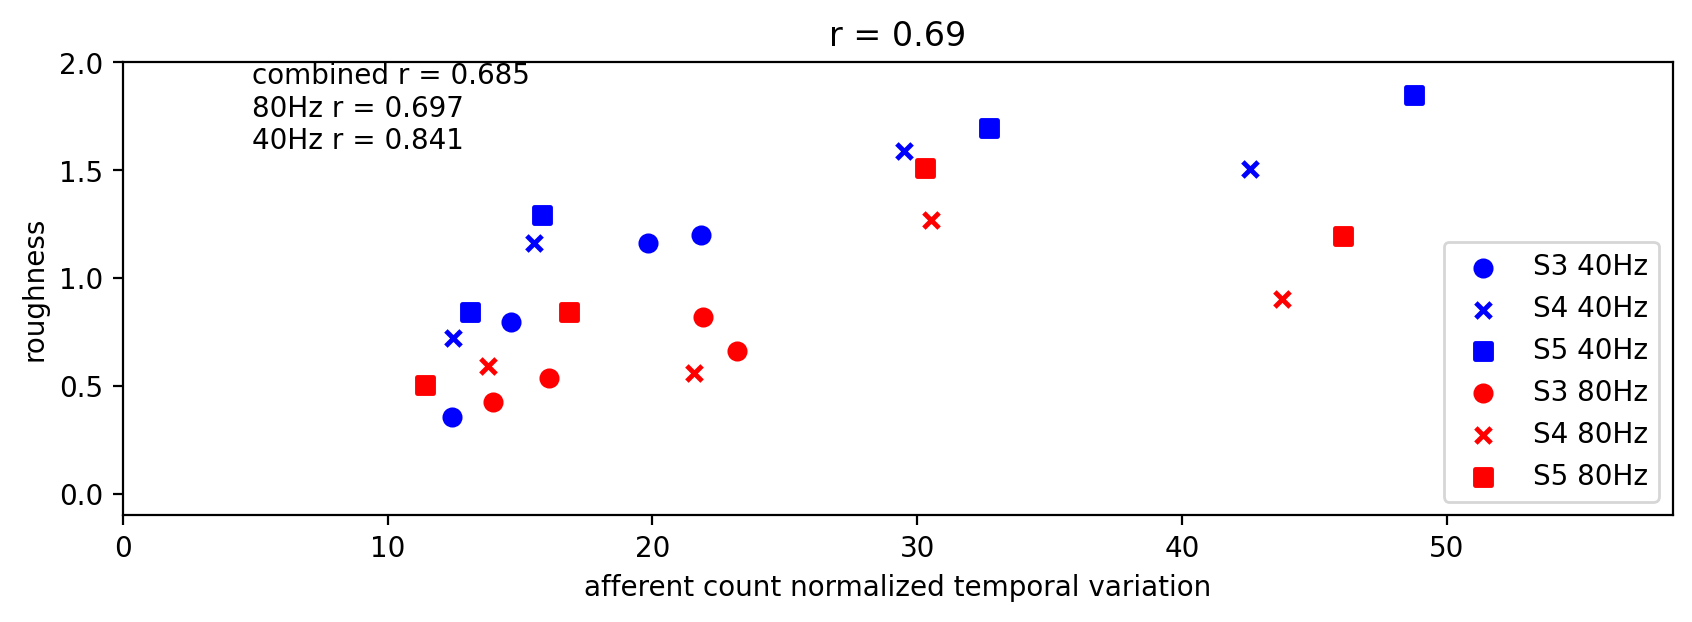 r = 0.69
combined r = 0.685
80Hz r = 0.697
40Hz r = 0.841
2.0
1.5
1.0
0.5
0.0
roughness
S3 40Hz
S4 40Hz
S5 40Hz
S3 80Hz
S4 80Hz
S5 80Hz
0 10 20 30 40 50
afferent count normalized temporal variation